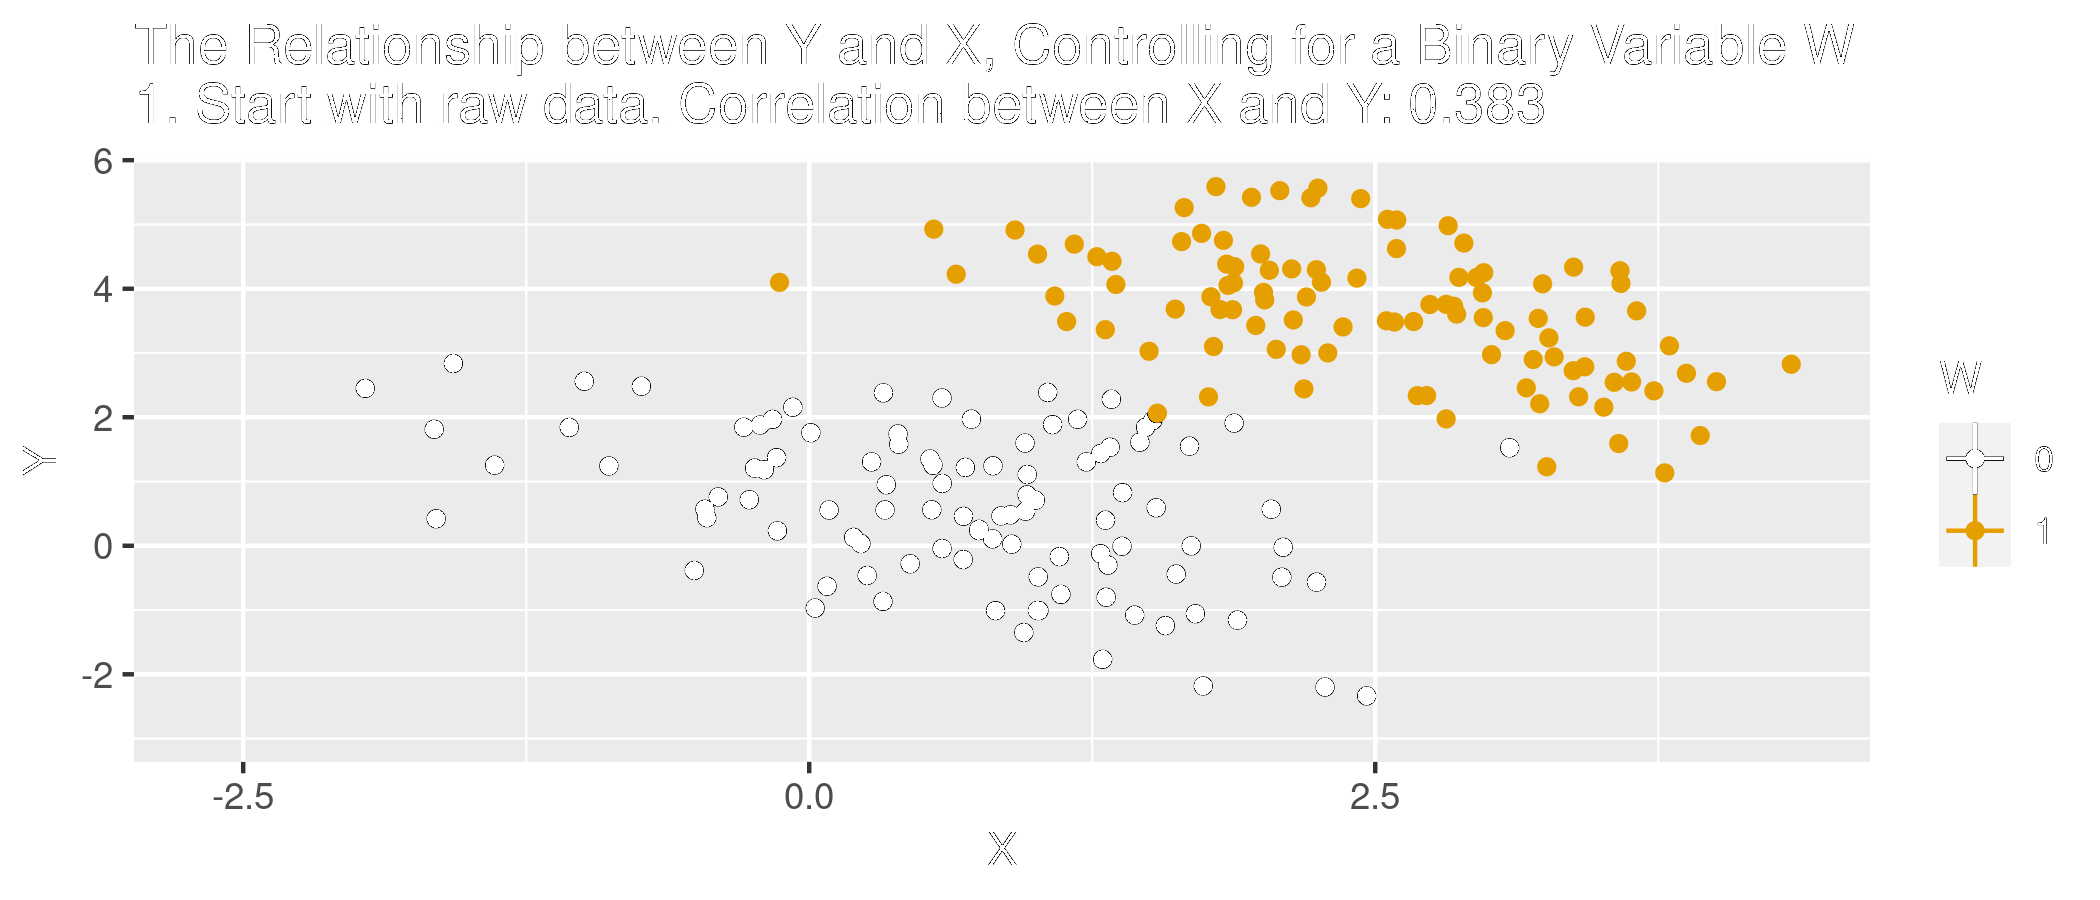 The Relationship between Y and X, Controlling for a Binary Variable W
1. Start with raw data. Correlation between X and Y: 0.383
6
4
2
0
-2
Y
-2.5
0.0
2.5
X
W
0
1